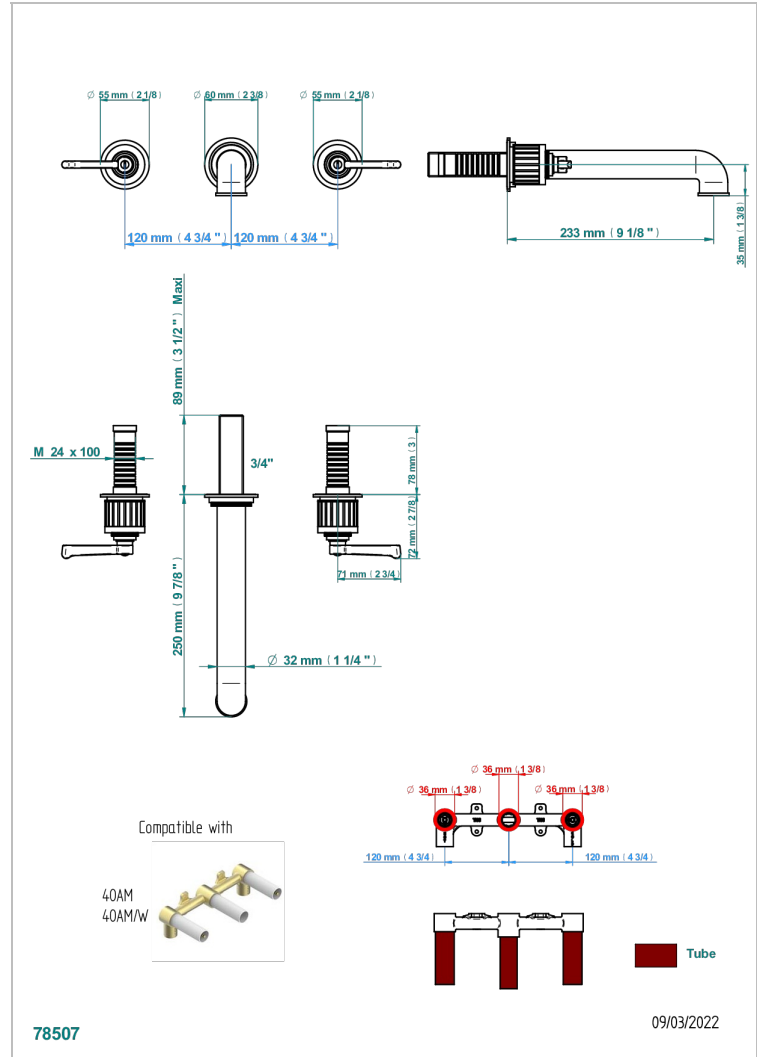 ∅ 55 mm ( 2 1/8)
∅ 60 mm ( 2 3/8)
∅ 55 mm ( 2 1/8)
120 mm ( 4 3/4 ")
120 mm ( 4 3/4 ")
233 mm ( 9 1/8 ")
35 mm ( 1 3/8)
89 mm ( 3 1/2 ") Maxi
M 24 x 100
3/4"
78 mm ( 3)
72 mm ( 2 7/8)
71 mm ( 2 3/4)
250 mm ( 9 7/8 ")
∅ 32 mm ( 1 1/4 ")
∅ 36 mm ( 1 3/8)
∅ 36 mm ( 1 3/8)
∅ 36 mm ( 1 3/8)
120 mm ( 4 3/4)
120 mm ( 4 3/4)
Compatible with
40AM
40AM/W
Tube
78507
09/03/2022